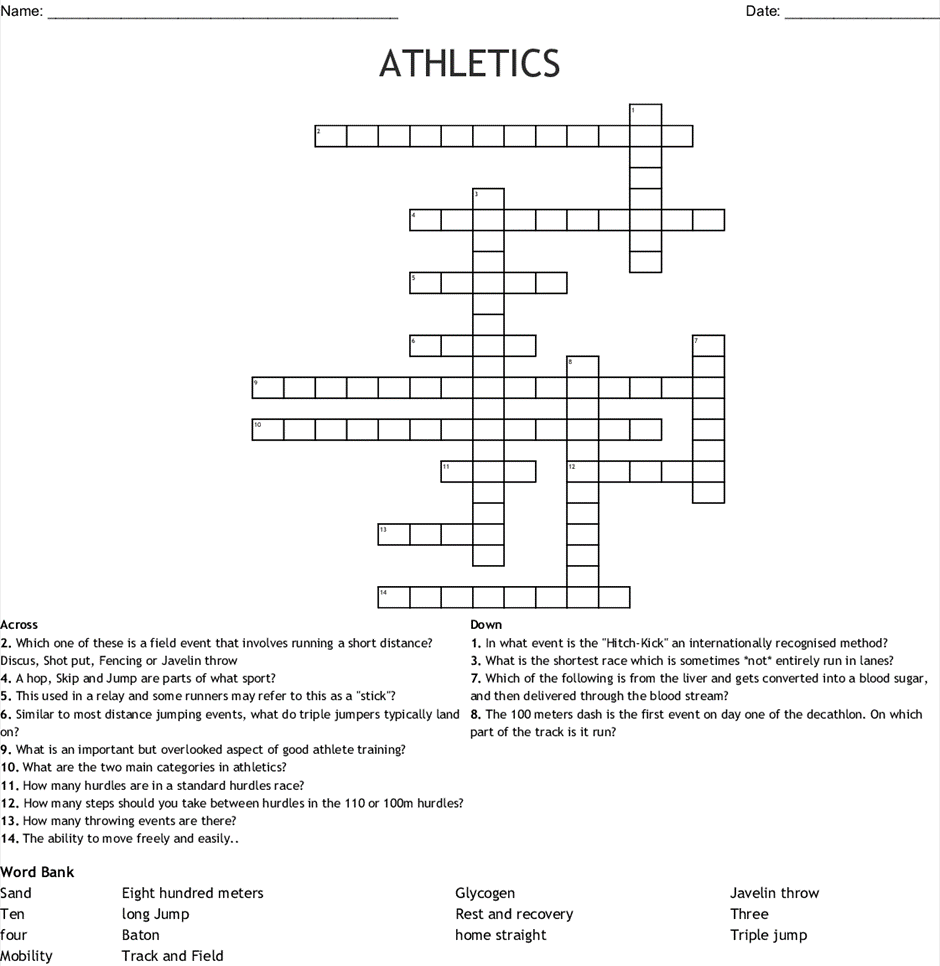 Name: ________________________________________ Date: __________________
ATHLETICS
1
2
3
4
5
6
7
8
9
10
11
12
13
14
Across
2. Which one of these is a field event that involves running a short distance?
Discus, Shot put, Fencing or Javelin throw
4. A hop, Skip and Jump are parts of what sport?
5. This used in a relay and some runners may refer to this as a "stick"?
6. Similar to most distance jumping events, what do triple jumpers typically land
on?
9. What is an important but overlooked aspect of good athlete training?
10. What are the two main categories in athletics?
11. How many hurdles are in a standard hurdles race?
12. How many steps should you take between hurdles in the 110 or 100m hurdles?
13. How many throwing events are there?
14. The ability to move freely and easily..
Down
1. In what event is the "Hitch-Kick" an internationally recognised method?
3. What is the shortest race which is sometimes *not* entirely run in lanes?
7. Which of the following is from the liver and gets converted into a blood sugar,
and then delivered through the blood stream?
8. The 100 meters dash is the first event on day one of the decathlon. On which
part of the track is it run?
Word Bank
Sand Eight hundred meters Glycogen Javelin throw
Ten long Jump Rest and recovery Three
four Baton home straight Triple jump
Mobility Track and Field